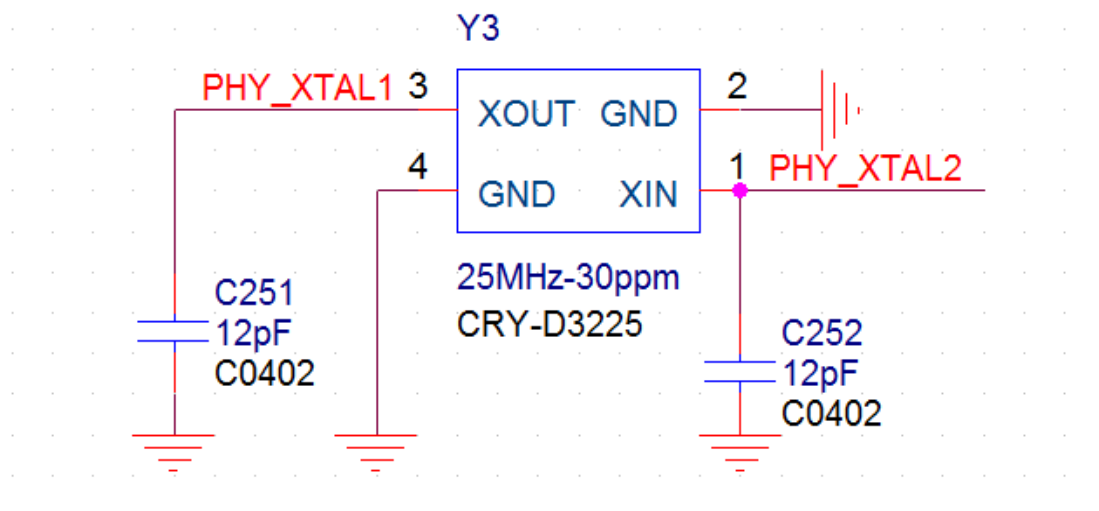 Y3
PHY_XTAL1 3
2
XOUT GND
4
1 PHY_XTAL2
GND XIN
25MHz-30ppm
CRY-D3225
C251
12pF
C0402
C252
12pF
C0402